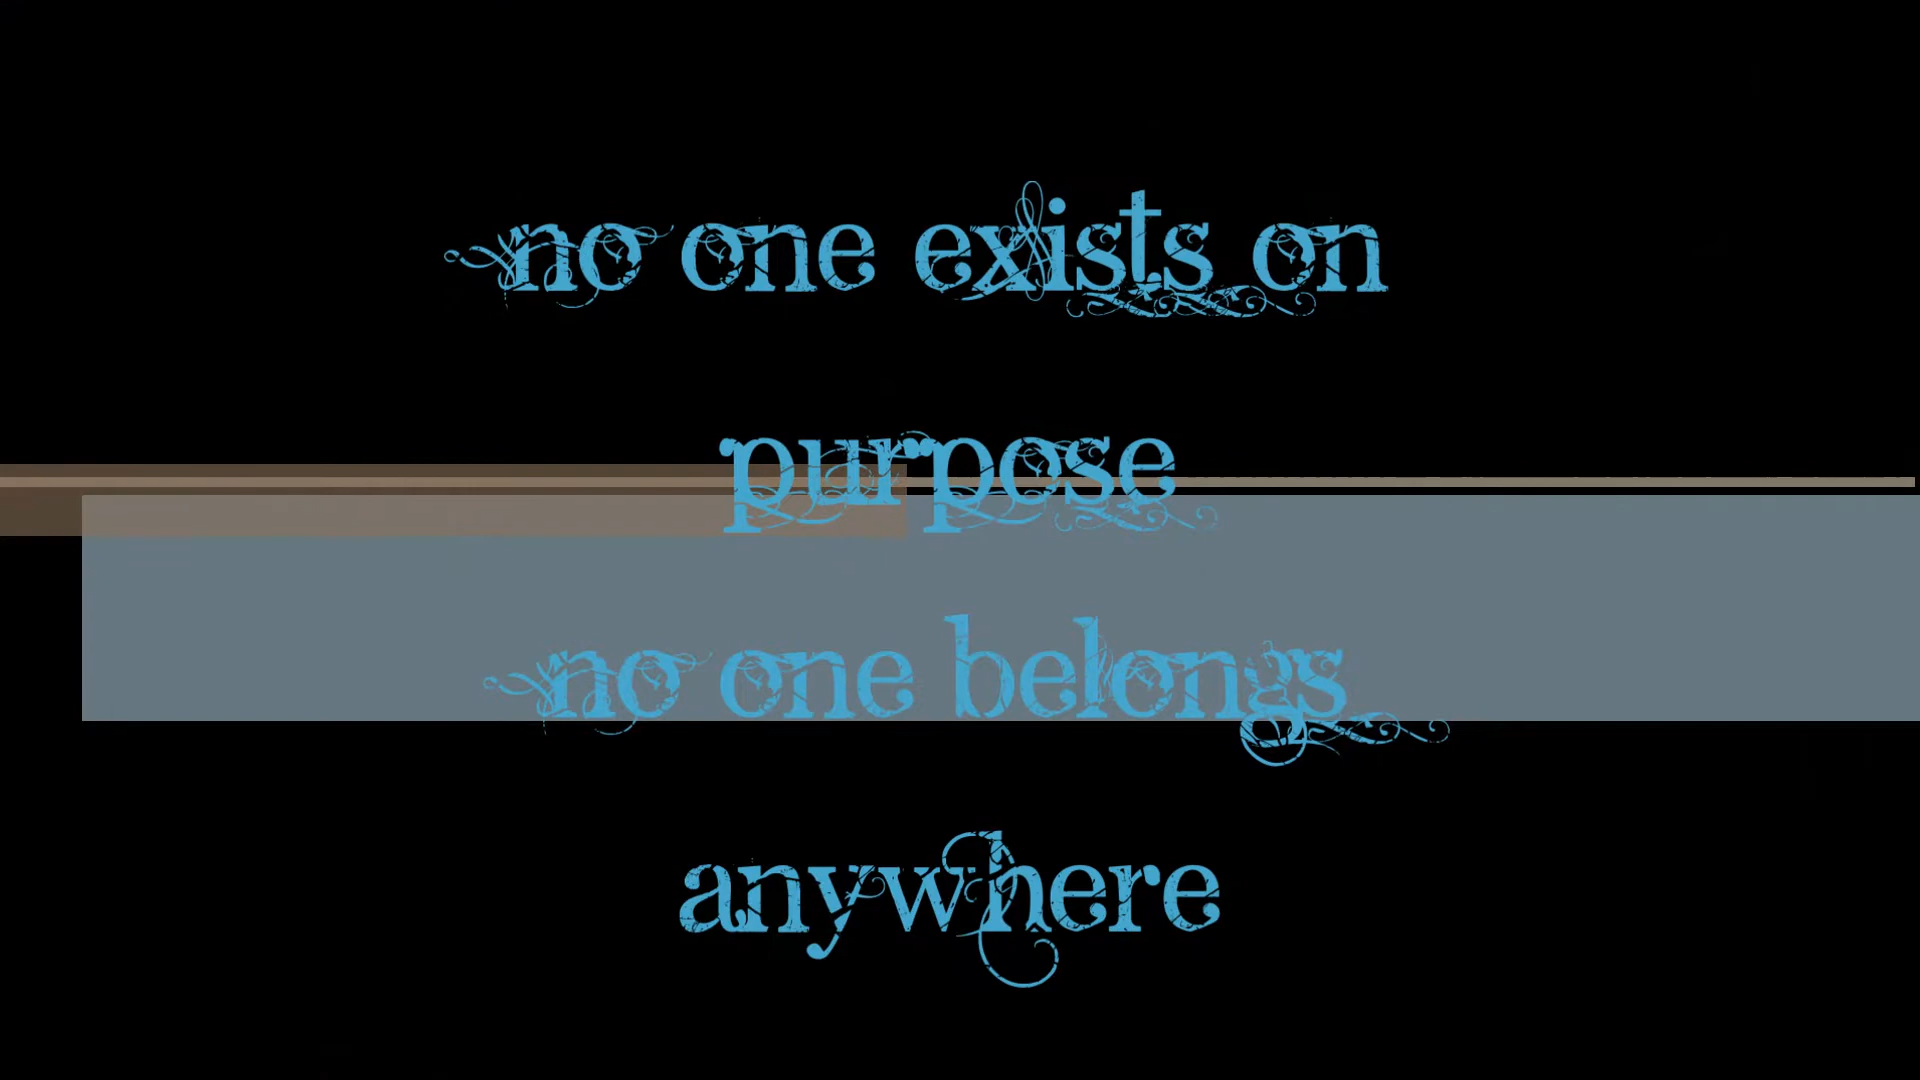 no one exists on
purpose
no one belongs
anywhere